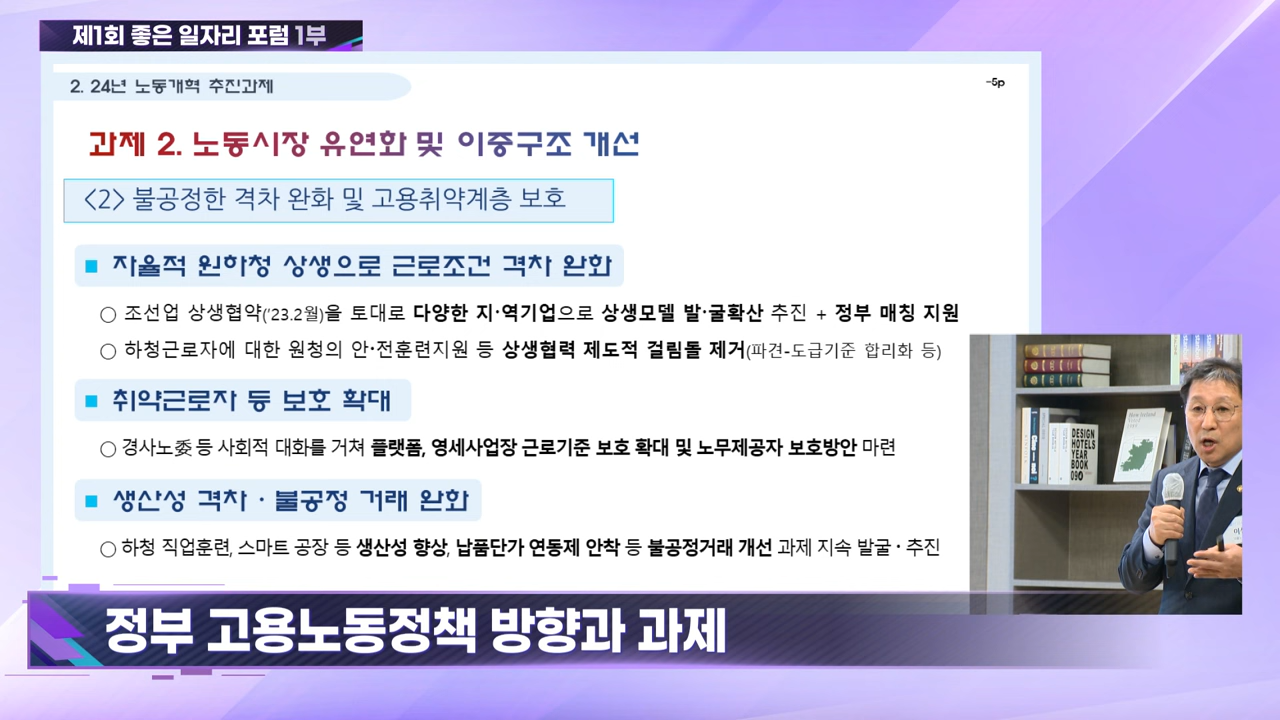 제1회 좋은 일자리 포럼 1부
2. 24년 노동개혁 추진과제
-5p
과제 2. 노동시장 유연화 및 이중구조 개선
<2> 불공정한 격차 완화 및 고용취약계층 보호
■ 자율적 원하청 상생으로 근로조건 격차 완화
○ 조선업 상생협약('23.2월)을 토대로 다양한 지·역기업으로 상생모델 발·굴확산 추진 + 정부 매칭 지원
○ 하청근로자에 대한 원청의 안·전훈련지원 등 상생협력 제도적 걸림돌 제거(파견-도급기준 합리화 등)
■ 취약근로자 등 보호 확대
○ 경사노委 등 사회적 대화를 거쳐 플랫폼, 영세사업장 근로기준 보호 확대 및 노무제공자 보호방안 마련
■ 생산성 격차 · 불공정 거래 완화
○ 하청 직업훈련, 스마트 공장 등 생산성 향상, 납품단가 연동제 안착 등 불공정거래 개선 과제 지속 발굴 · 추진
DESIGN
HOTELS
YEAR
BOOK
정부 고용노동정책 방향과 과제